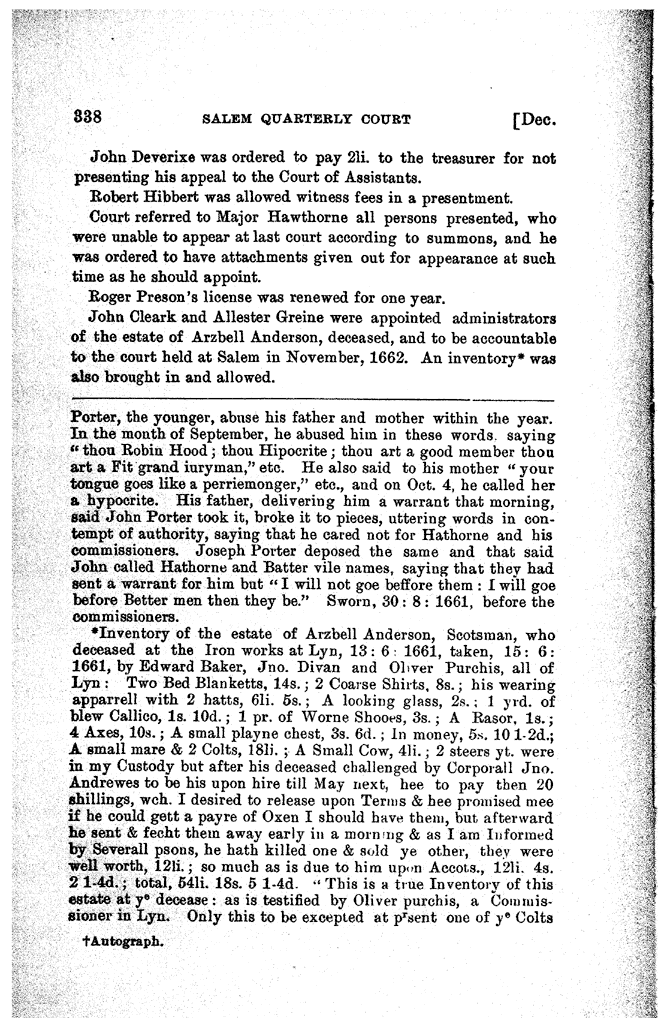 338 SALEM QUARTERLY COURT [Dec.
John Deverixe was ordered to pay 2li. to the treasurer for not
presenting his appeal to the Court of Assistants.
Robert Hibbert was allowed witness fees in a presentment.
Court referred to Major Hawthorne all persons presented, who
were unable to appear at last court according to summons, and he
was ordered to have attachments given out for appearance at such
time as he should appoint.
Roger Preson's license was renewed for one year.
John Cleark and Allester Greine were appointed administrators
of the estate of Arzbell Anderson, deceased, and to be accountable
to the court held at Salem in November, 1662. An inventory* was
also brought in and allowed.
Porter, the younger, abuse his father and mother within the year.
In the month of September, he abused him in these words. saying
“thou Robin Hood; thou Hipocrite; thou art a good member thou
art a Fit grand iuryman,” etc. He also said to his mother “your
tongue goes like a perriemonger,” etc., and on Oct. 4, he called her
a hypocrite. His father, delivering him a warrant that morning,
said John Porter took it, broke it to pieces, uttering words in con-
tempt of authority, saying that he cared not for Hathorne and his
commissioners. Joseph Porter deposed the same and that said
John called Hathorne and Batter vile names, saying that they had
sent a warrant for him but “I will not goe beffore them: I will goe
before Better men then they be.” Sworn, 30: 8: 1661, before the
commissioners.
*Inventory of the estate of Arzbell Anderson, Scotsman, who
deceased at the Iron works at Lyn, 13: 6: 1661, taken, 15: 6:
1661, by Edward Baker, Jno. Divan and Oliver Purchis, all of
Lyn: Two Bed Blanketts, 14s.; 2 Coarse Shirts, 8s.; his wearing
apparrell with 2 hatts, 6li. 5s.; A looking glass, 2s.; 1 yrd. of
blew Callico, 1s. 10d.; 1 pr. of Worne Shooes, 3s.; A Rasor, 1s.;
4 Axes, 10s.; A small playne chest, 3s. 6d.; In money, 5s. 10 1-2d.;
A small mare & 2 Colts, 18li.; A Small Cow, 4li.; 2 steers yt. were
in my Custody but after his deceased challenged by Corporall Jno.
Andrewes to be his upon hire till May next, hee to pay then 20
shillings, wch. I desired to release upon Terms & hee promised mee
if he could gett a payre of Oxen I should have them, but afterward
he sent & fecht them away early in a morning & as I am Informed
by Severall psons, he hath killed one & sold ye other, they were
well worth, 12li.; so much as is due to him upon Accots., 12li. 4s.
2 1-4d.; total, 54li. 18s. 5 1-4d. “This is a true Inventory of this
estate at yᵉ decease: as is testified by Oliver purchis, a Commis-
sioner in Lyn. Only this to be excepted at pʳsent one of yᵉ Colts
†Autograph.